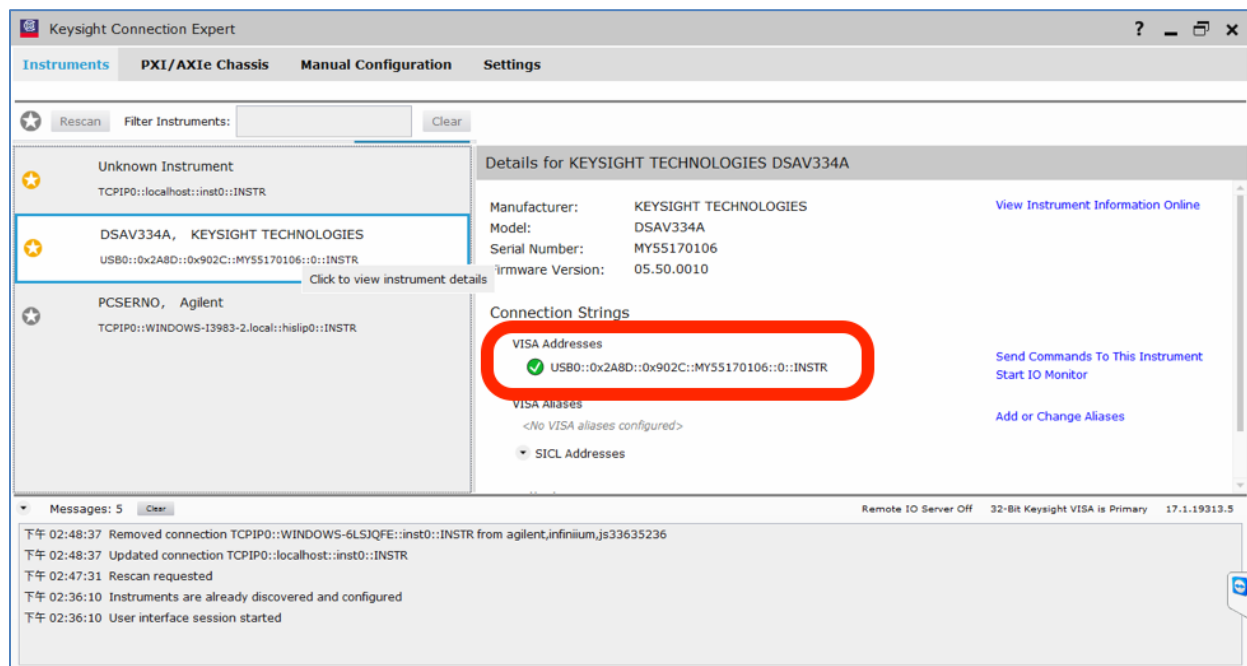 Keysight Connection Expert
?
Instruments PXI/AXIe Chassis Manual Configuration Settings
Rescan Filter Instruments: Clear
Unknown Instrument
TCPIP0::localhost::inst0::INSTR
DSAV334A, KEYSIGHT TECHNOLOGIES
USB0::0x2A8D::0x902C::MY55170106::0::INSTR
Click to view instrument details
PCSERNO, Agilent
TCPIP0::WINDOWS-I3983-2.local::hislip0::INSTR
Details for KEYSIGHT TECHNOLOGIES DSAV334A
Manufacturer: KEYSIGHT TECHNOLOGIES
View Instrument Information Online
Model: DSAV334A
Serial Number: MY55170106
irmware Version: 05.50.0010
Connection Strings
VISA Addresses
USB0::0x2A8D::0x902C::MY55170106::0::INSTR
Send Commands To This Instrument
Start IO Monitor
VISA Aliases
<No VISA aliases configured>
Add or Change Aliases
SICL Addresses
Messages: 5 Clear
Remote IO Server Off 32-Bit Keysight VISA is Primary 17.1.19313.5
下午 02:48:37 Removed connection TCPIP0::WINDOWS-6LSJQFE::inst0::INSTR from agilent,infiniium,js33635236
下午 02:48:37 Updated connection TCPIP0::localhost::inst0::INSTR
下午 02:47:31 Rescan requested
下午 02:36:10 Instruments are already discovered and configured
下午 02:36:10 User interface session started